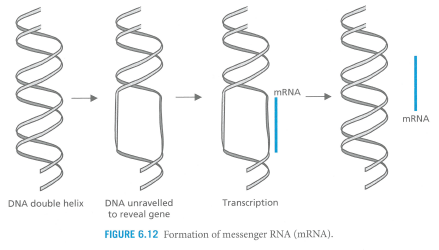 mRNA
mRNA
DNA double helix
DNA unravelled
to reveal gene
Transcription
FIGURE 6.12 Formation of messenger RNA (mRNA).